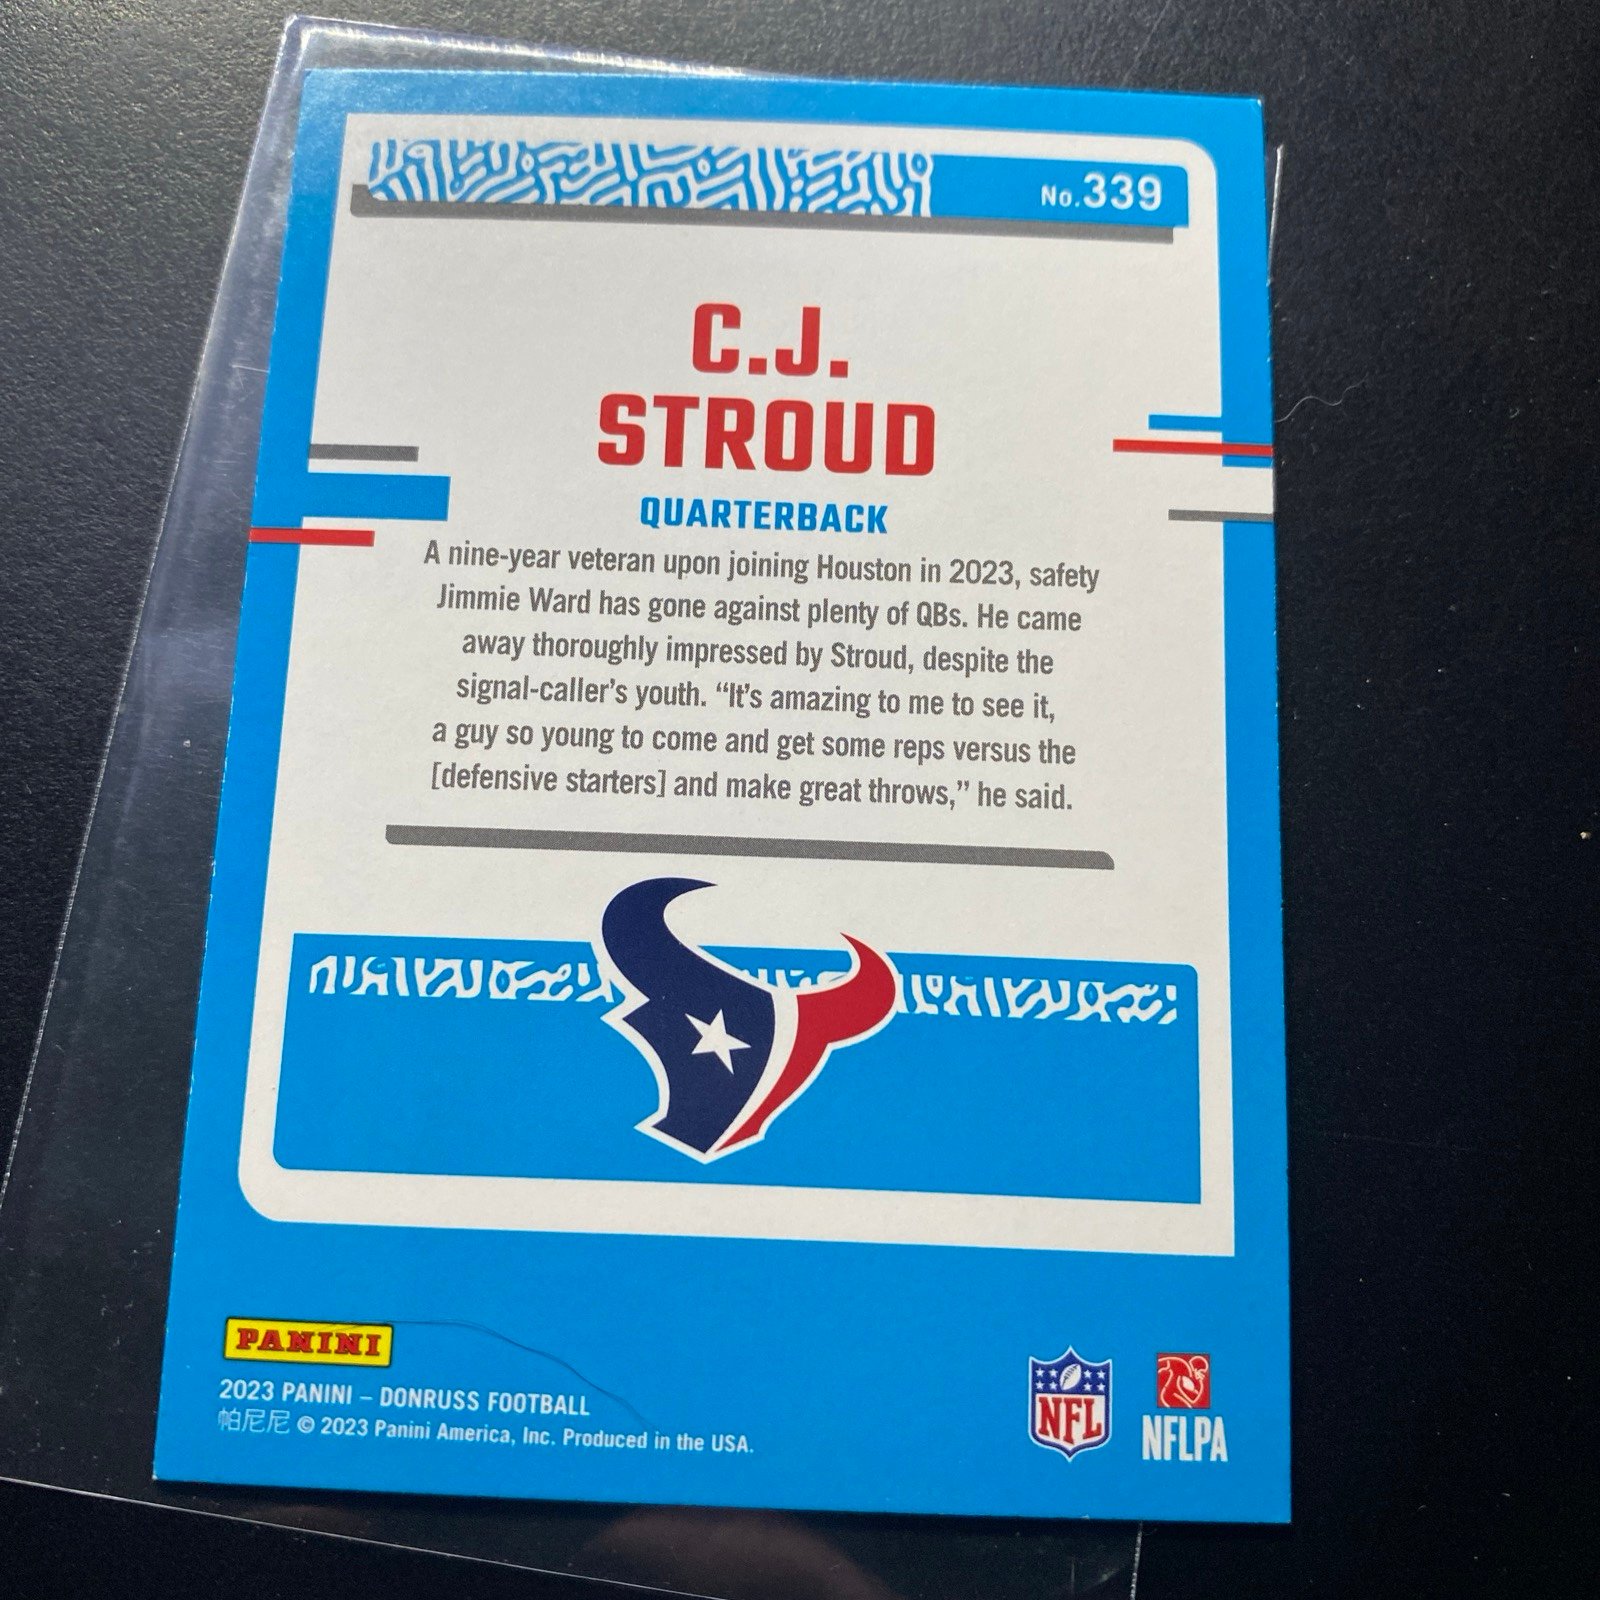 No.339
C.J.
STROUD
QUARTERBACK
A nine-year veteran upon joining Houston in 2023, safety
Jimmie Ward has gone against plenty of QBs. He came
away thoroughly impressed by Stroud, despite the
signal-caller's youth. “It's amazing to me to see it,
a guy so young to come and get some reps versus the
[defensive starters] and make great throws,” he said.
PANINI
2023 PANINI – DONRUSS FOOTBALL
帕尼尼 © 2023 Panini America, Inc. Produced in the USA.
NFL
NFLPA